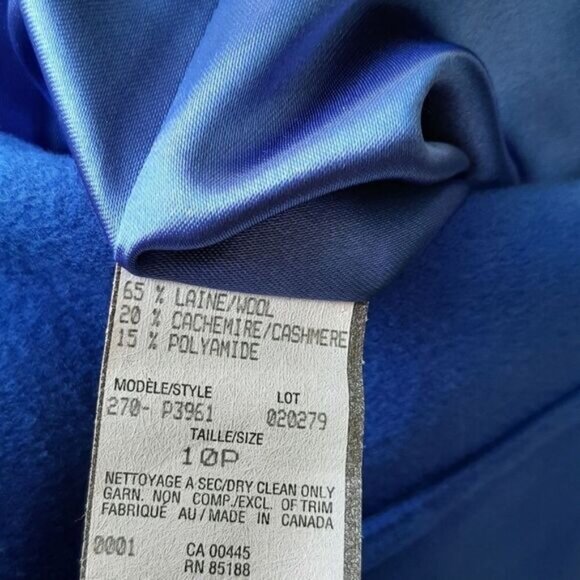 65 % LAINE/WOOL
20 % CACHEMIRE/CASHMERE
15 % POLYAMIDE
MODÈLE/STYLE LOT
270- P3961 020279
TAILLE/SIZE
10P
NETTOYAGE A SEC/DRY CLEAN ONLY
GARN. NON COMP./EXCL. OF TRIM
FABRIQUÉ AU/MADE IN CANADA
0001 CA 00445
RN 85188